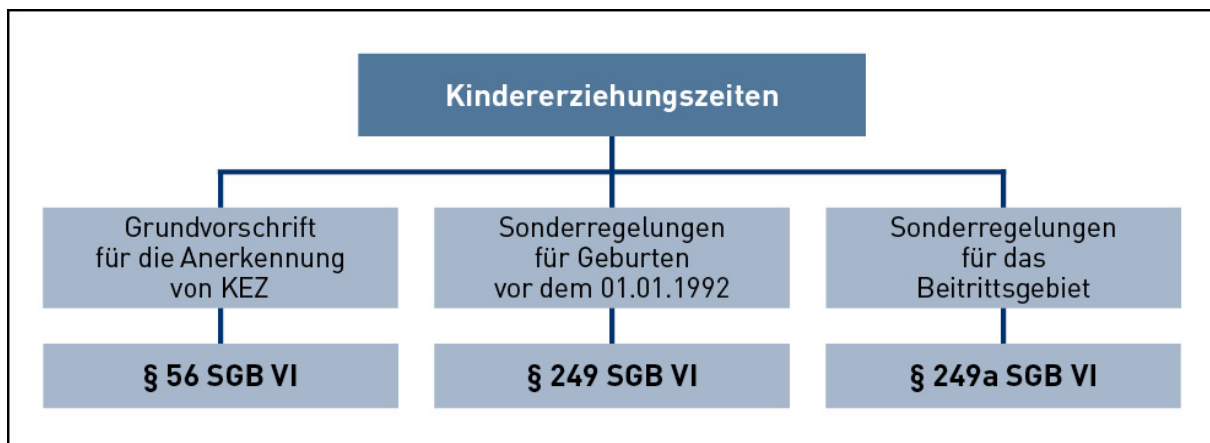 Kindererziehungszeiten
Grundvorschrift
für die Anerkennung
von KEZ
§ 56 SGB VI
Sonderregelungen
für Geburten
vor dem 01.01.1992
§ 249 SGB VI
Sonderregelungen
für das
Beitrittsgebiet
§ 249a SGB VI